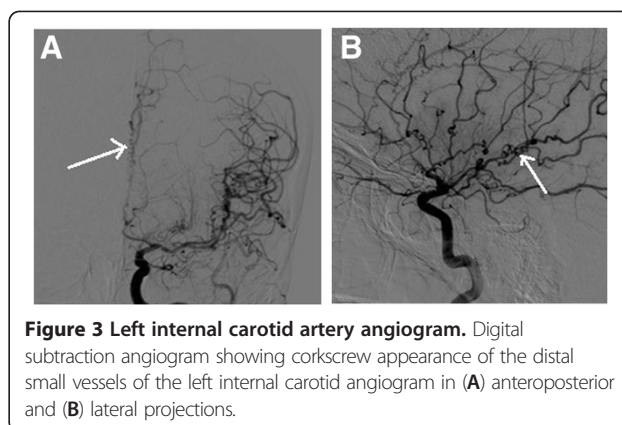 A B
Figure 3 Left internal carotid artery angiogram. Digital
subtraction angiogram showing corkscrew appearance of the distal
small vessels of the left internal carotid angiogram in (A) anteroposterior
and (B) lateral projections.